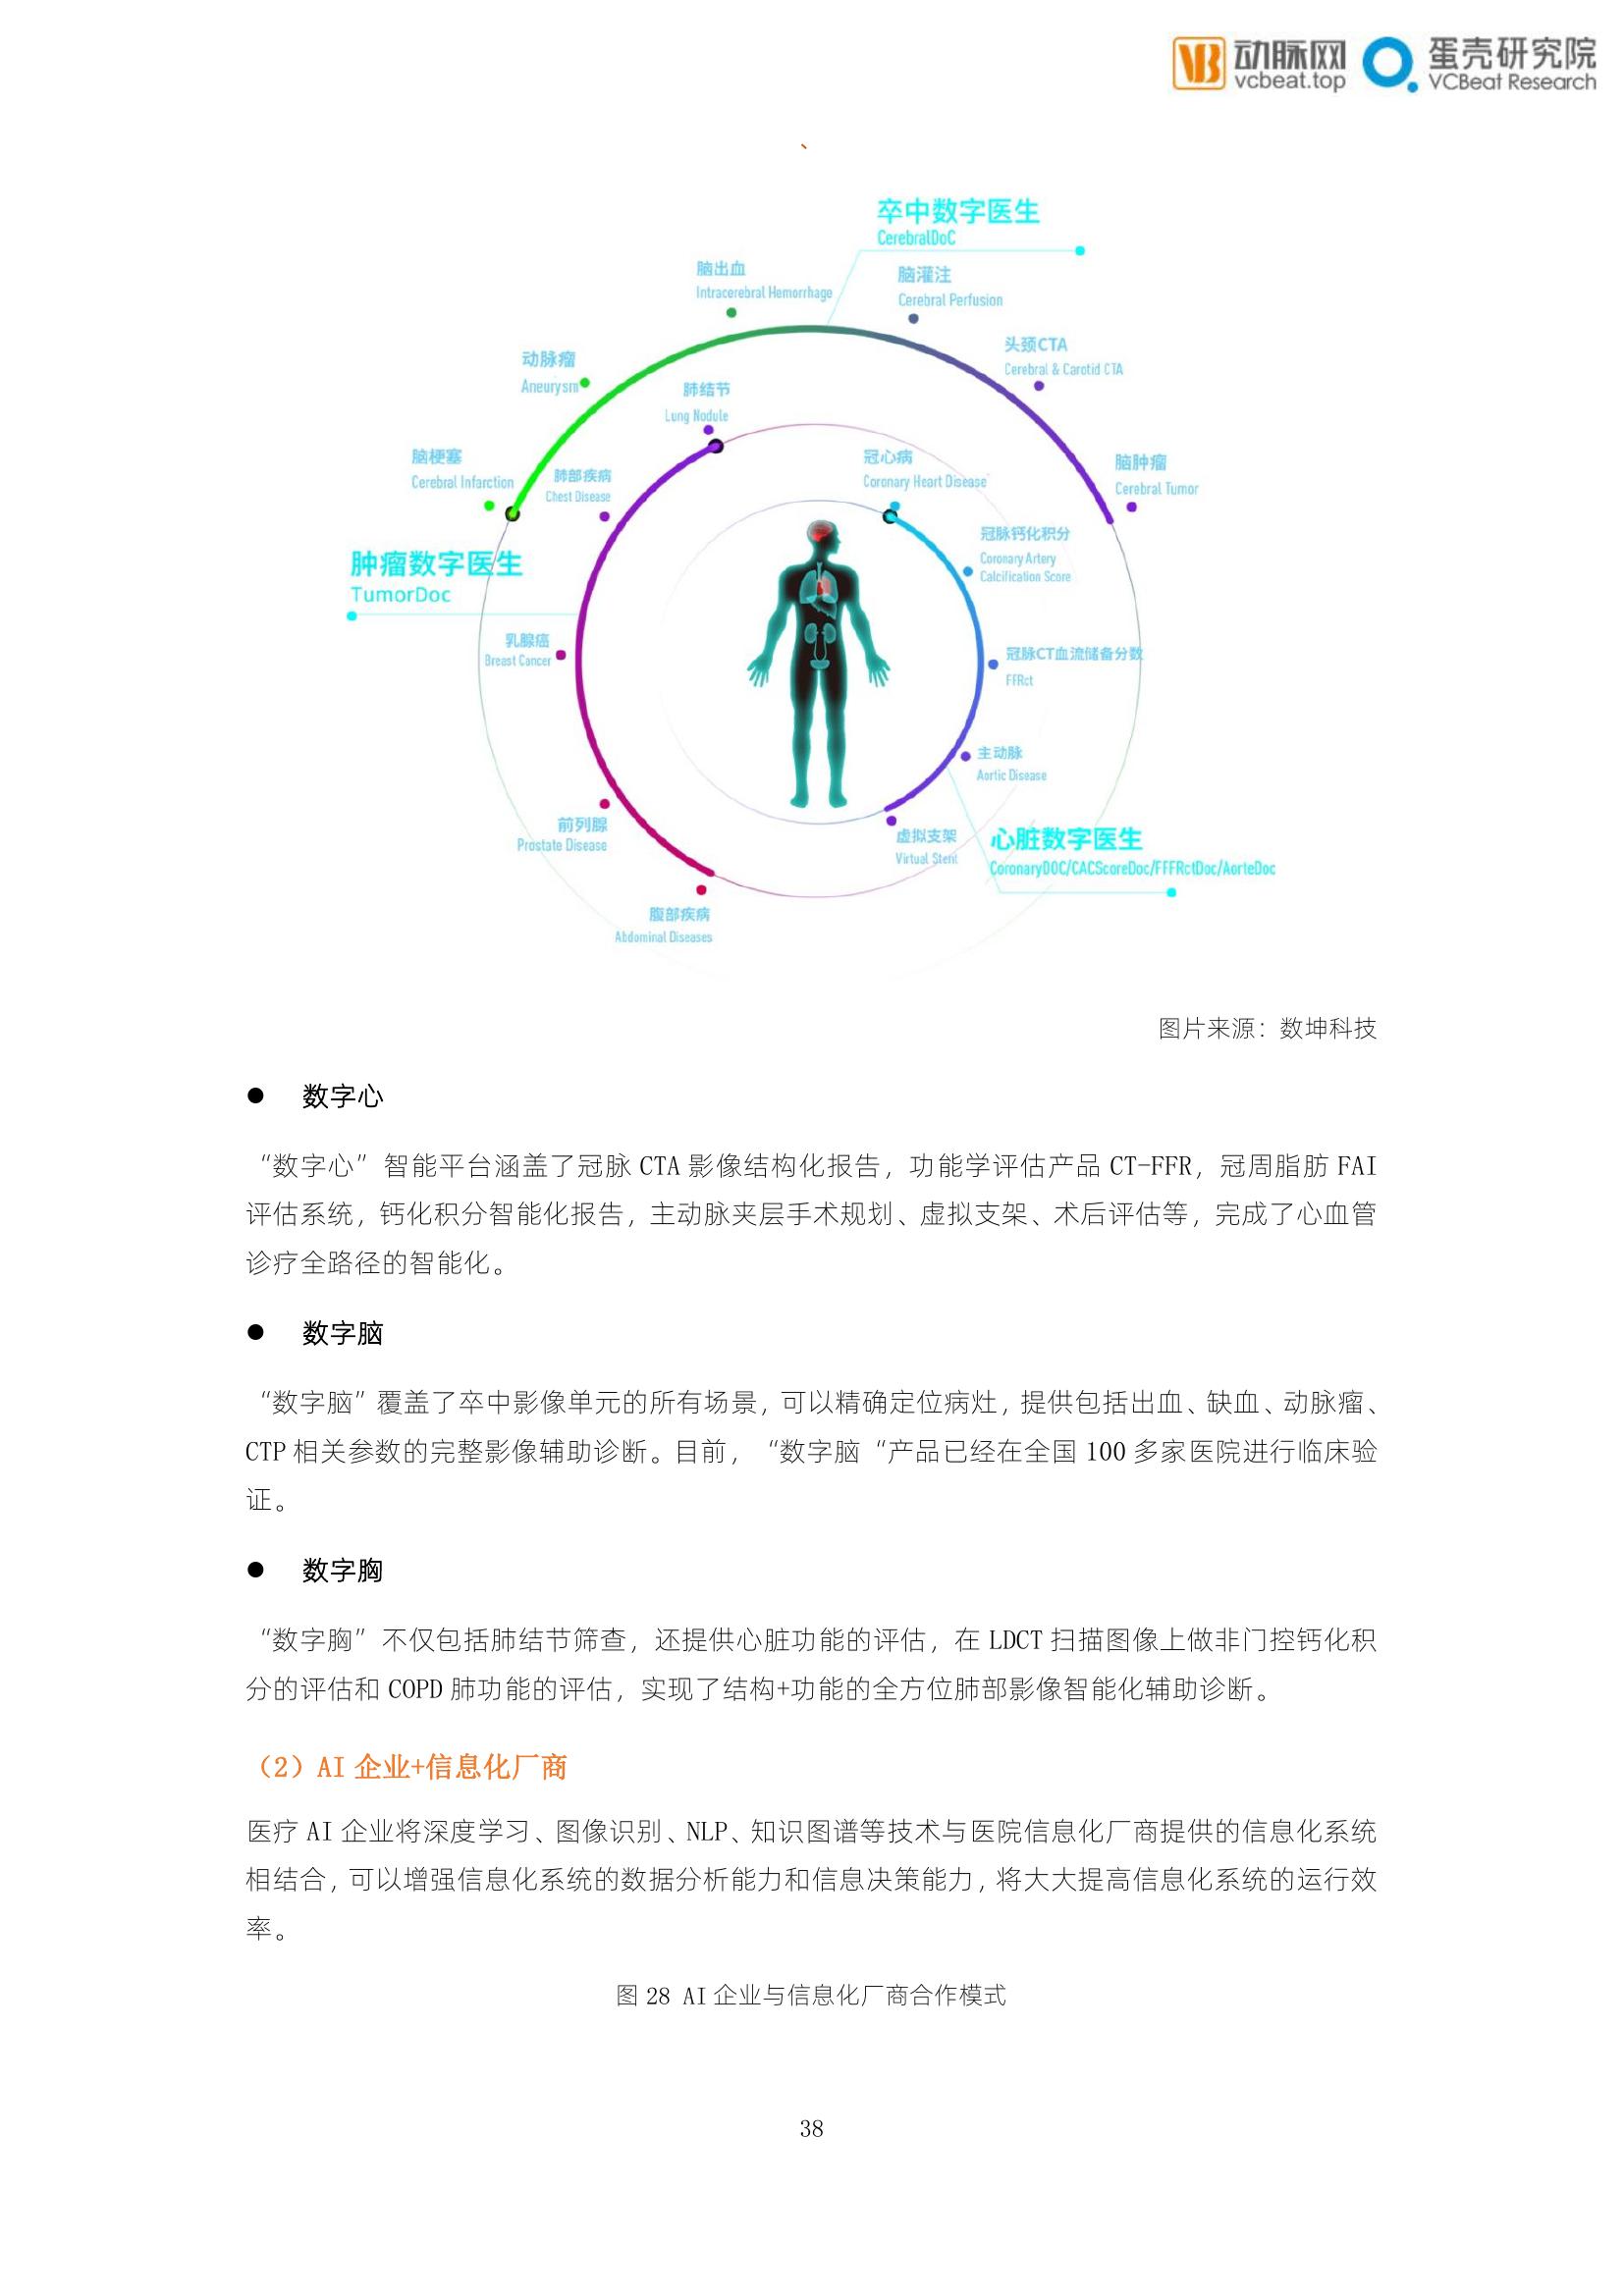 动脉网
vcbeat.top
蛋壳研究院
VCBeat Research
、
卒中数字医生
CerebralDoC
脑出血
Intracerebral Hemorrhage
脑灌注
Cerebral Perfusion
头颈CTA
Cerebral & Carotid CTA
动脉瘤
Aneurysm
肺结节
Lung Nodule
脑梗塞
Cerebral Infarction
肺部疾病
Chest Disease
冠心病
Coronary Heart Disease
脑肿瘤
Cerebral Tumor
冠脉钙化积分
Coronary Artery
Calcification Score
肿瘤数字医生
TumorDoc
乳腺癌
Breast Cancer
冠脉CT血流储备分数
FFRct
主动脉
Aortic Disease
前列腺
Prostate Disease
虚拟支架
Virtual Stent
心脏数字医生
CoronaryDOC/CACScoreDoc/FFFRctDoc/AorteDoc
腹部疾病
Abdominal Diseases
图片来源：数坤科技
● 数字心
“数字心”智能平台涵盖了冠脉 CTA 影像结构化报告，功能学评估产品 CT-FFR，冠周脂肪 FAI
评估系统，钙化积分智能化报告，主动脉夹层手术规划、虚拟支架、术后评估等，完成了心血管
诊疗全路径的智能化。
● 数字脑
“数字脑”覆盖了卒中影像单元的所有场景，可以精确定位病灶，提供包括出血、缺血、动脉瘤、
CTP 相关参数的完整影像辅助诊断。目前，“数字脑“产品已经在全国 100 多家医院进行临床验
证。
● 数字胸
“数字胸”不仅包括肺结节筛查，还提供心脏功能的评估，在 LDCT 扫描图像上做非门控钙化积
分的评估和 COPD 肺功能的评估，实现了结构+功能的全方位肺部影像智能化辅助诊断。
（2）AI 企业+信息化厂商
医疗 AI 企业将深度学习、图像识别、NLP、知识图谱等技术与医院信息化厂商提供的信息化系统
相结合，可以增强信息化系统的数据分析能力和信息决策能力，将大大提高信息化系统的运行效
率。
图 28 AI 企业与信息化厂商合作模式
38